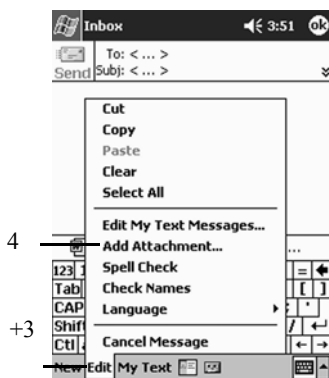 Inbox 3:51 ok
To: < ... >
Send Subj: < ... >
Cut
Copy
Paste
Clear
Select All
Edit My Text Messages...
4 Add Attachment...
Spell Check
Check Names
Language
Cancel Message
+3
123 = 
Tab [ ]
CAP ; '
Shif /
Ctl
New Edit My Text